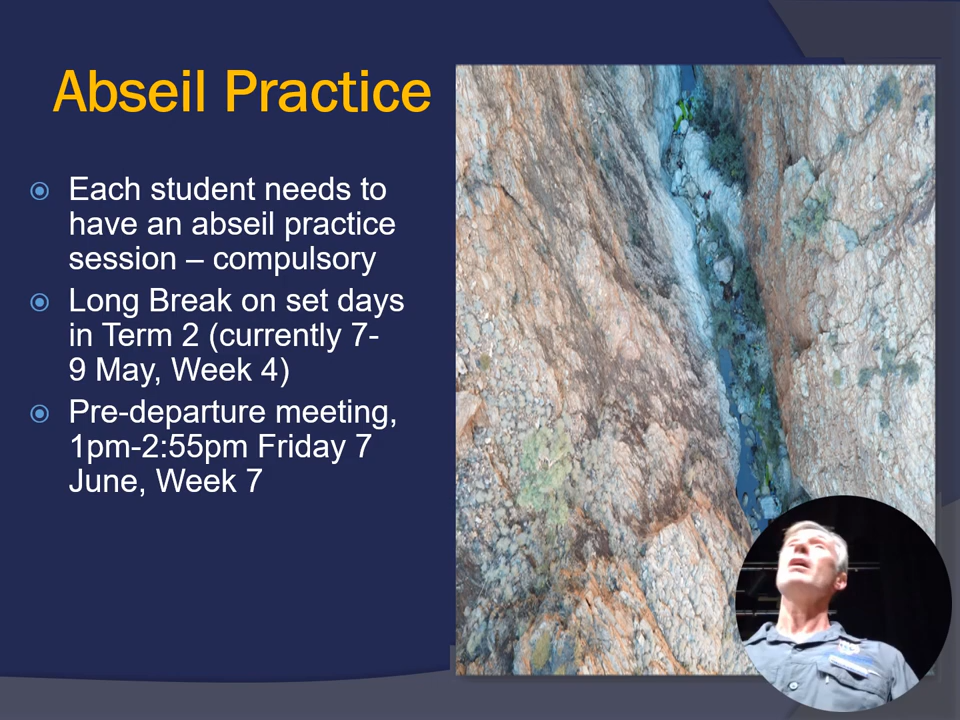 Abseil Practice
Each student needs to
have an abseil practice
session – compulsory
Long Break on set days
in Term 2 (currently 7-
9 May, Week 4)
Pre-departure meeting,
1pm-2:55pm Friday 7
June, Week 7